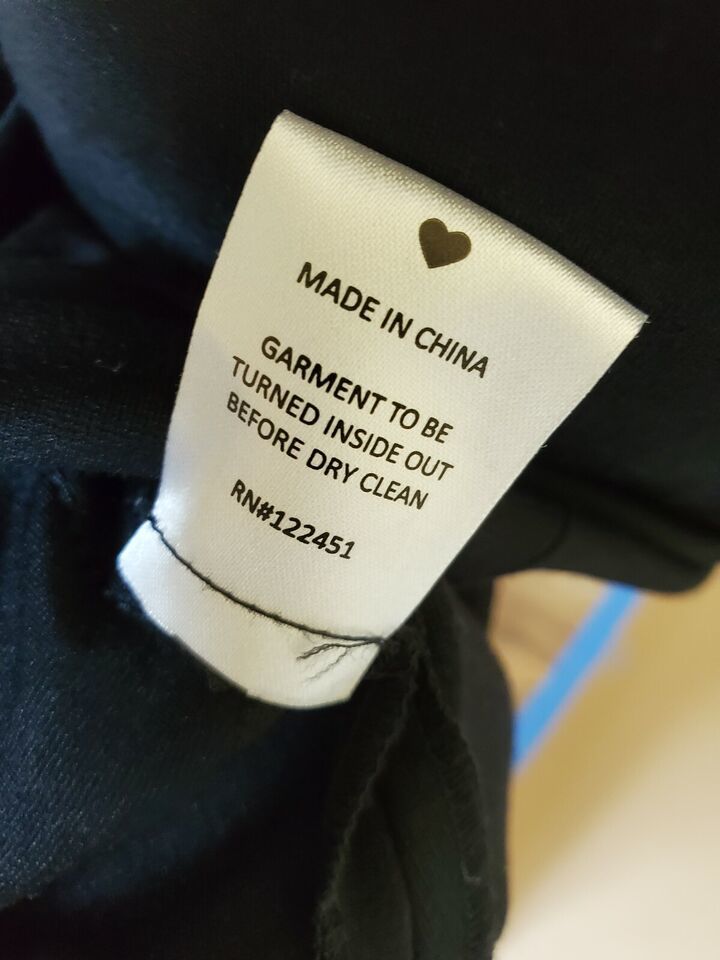 MADE IN CHINA
GARMENT TO BE
TURNED INSIDE OUT
BEFORE DRY CLEAN
RN#122451